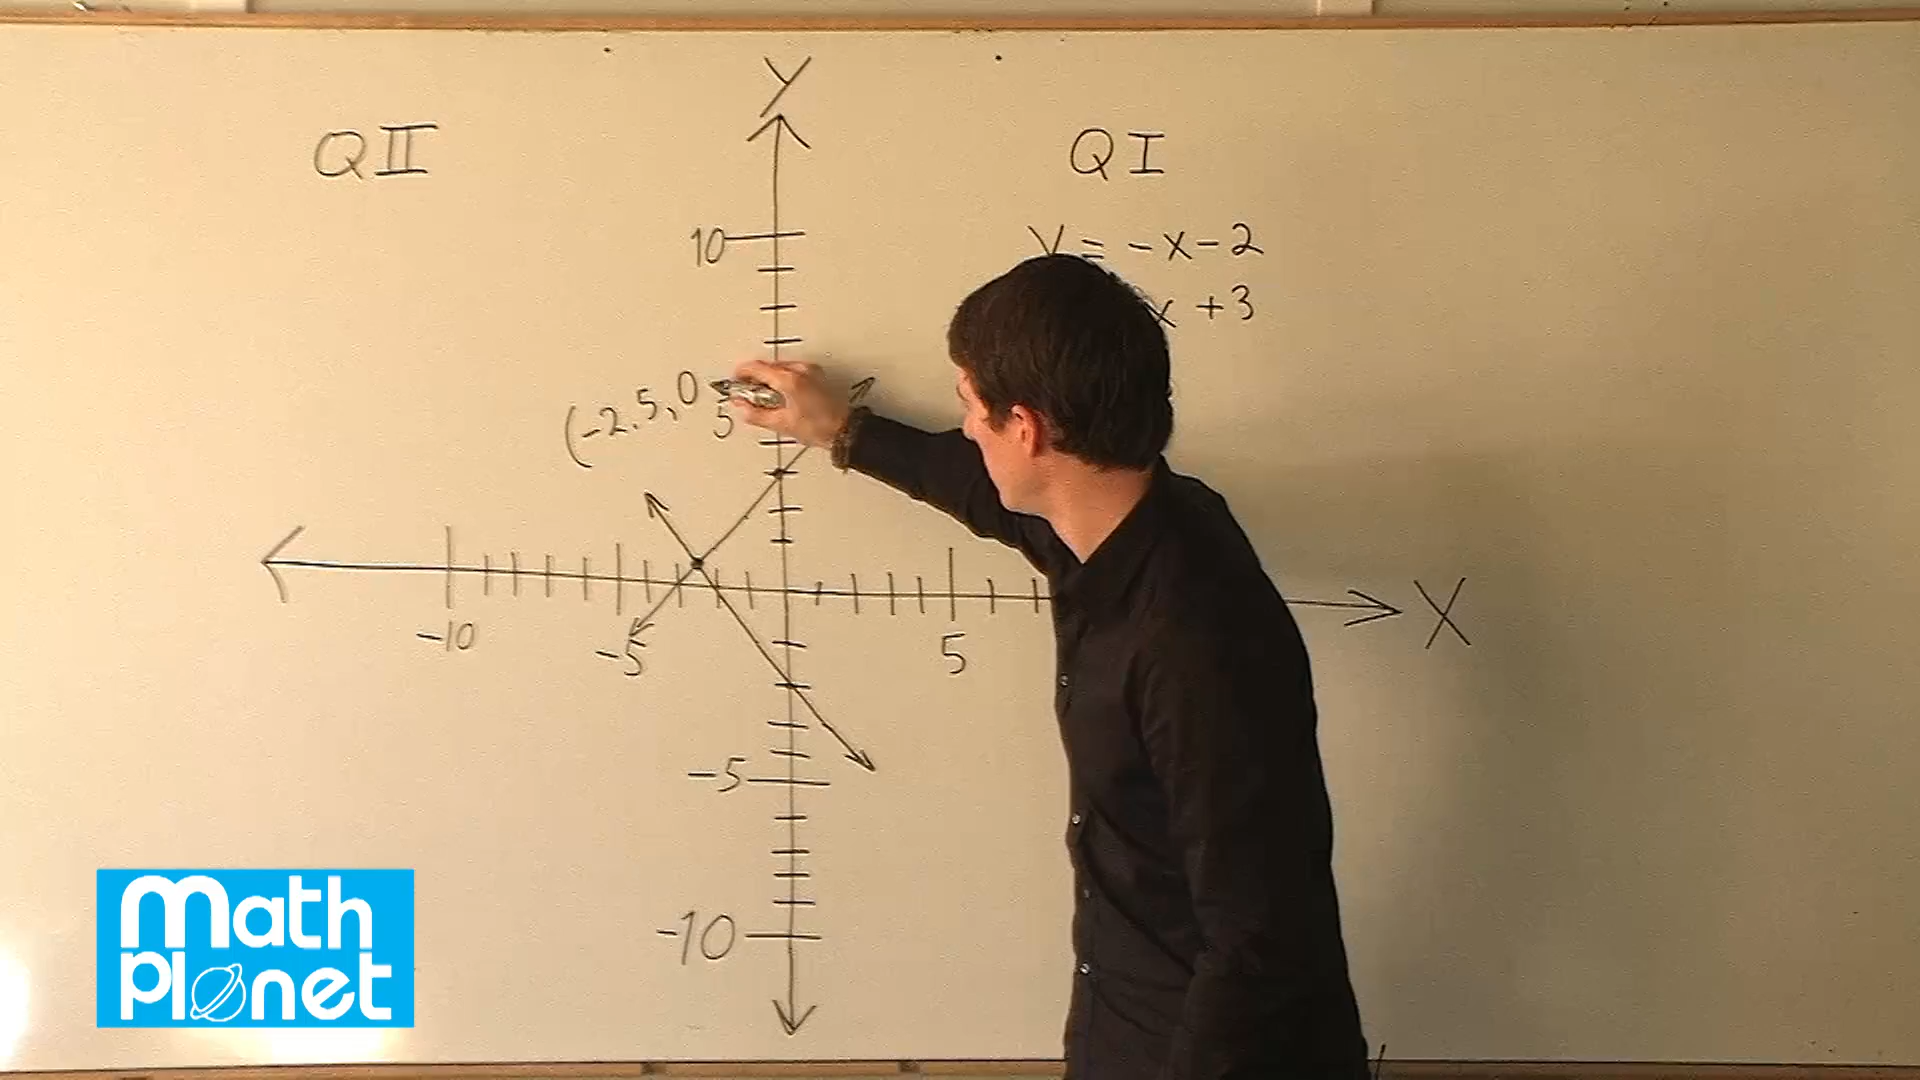 Y
QII
QI
10
Y = -x-2
x +3
(-2.5,0
5
X
-10
-5
5
-5
-10
math
planet